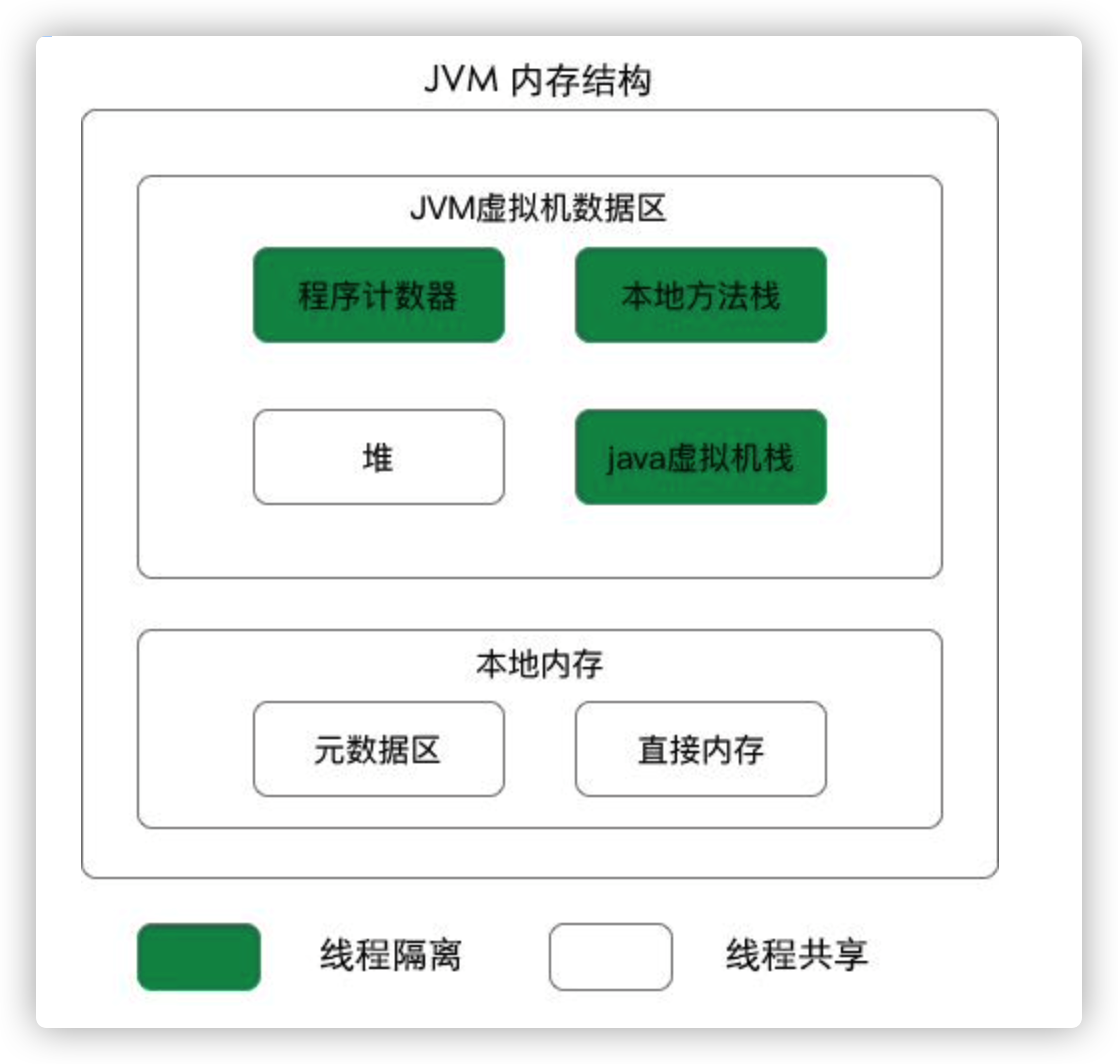 JVM 内存结构
JVM虚拟机数据区
程序计数器
本地方法栈
堆
java虚拟机栈
本地内存
元数据区
直接内存
线程隔离
线程共享